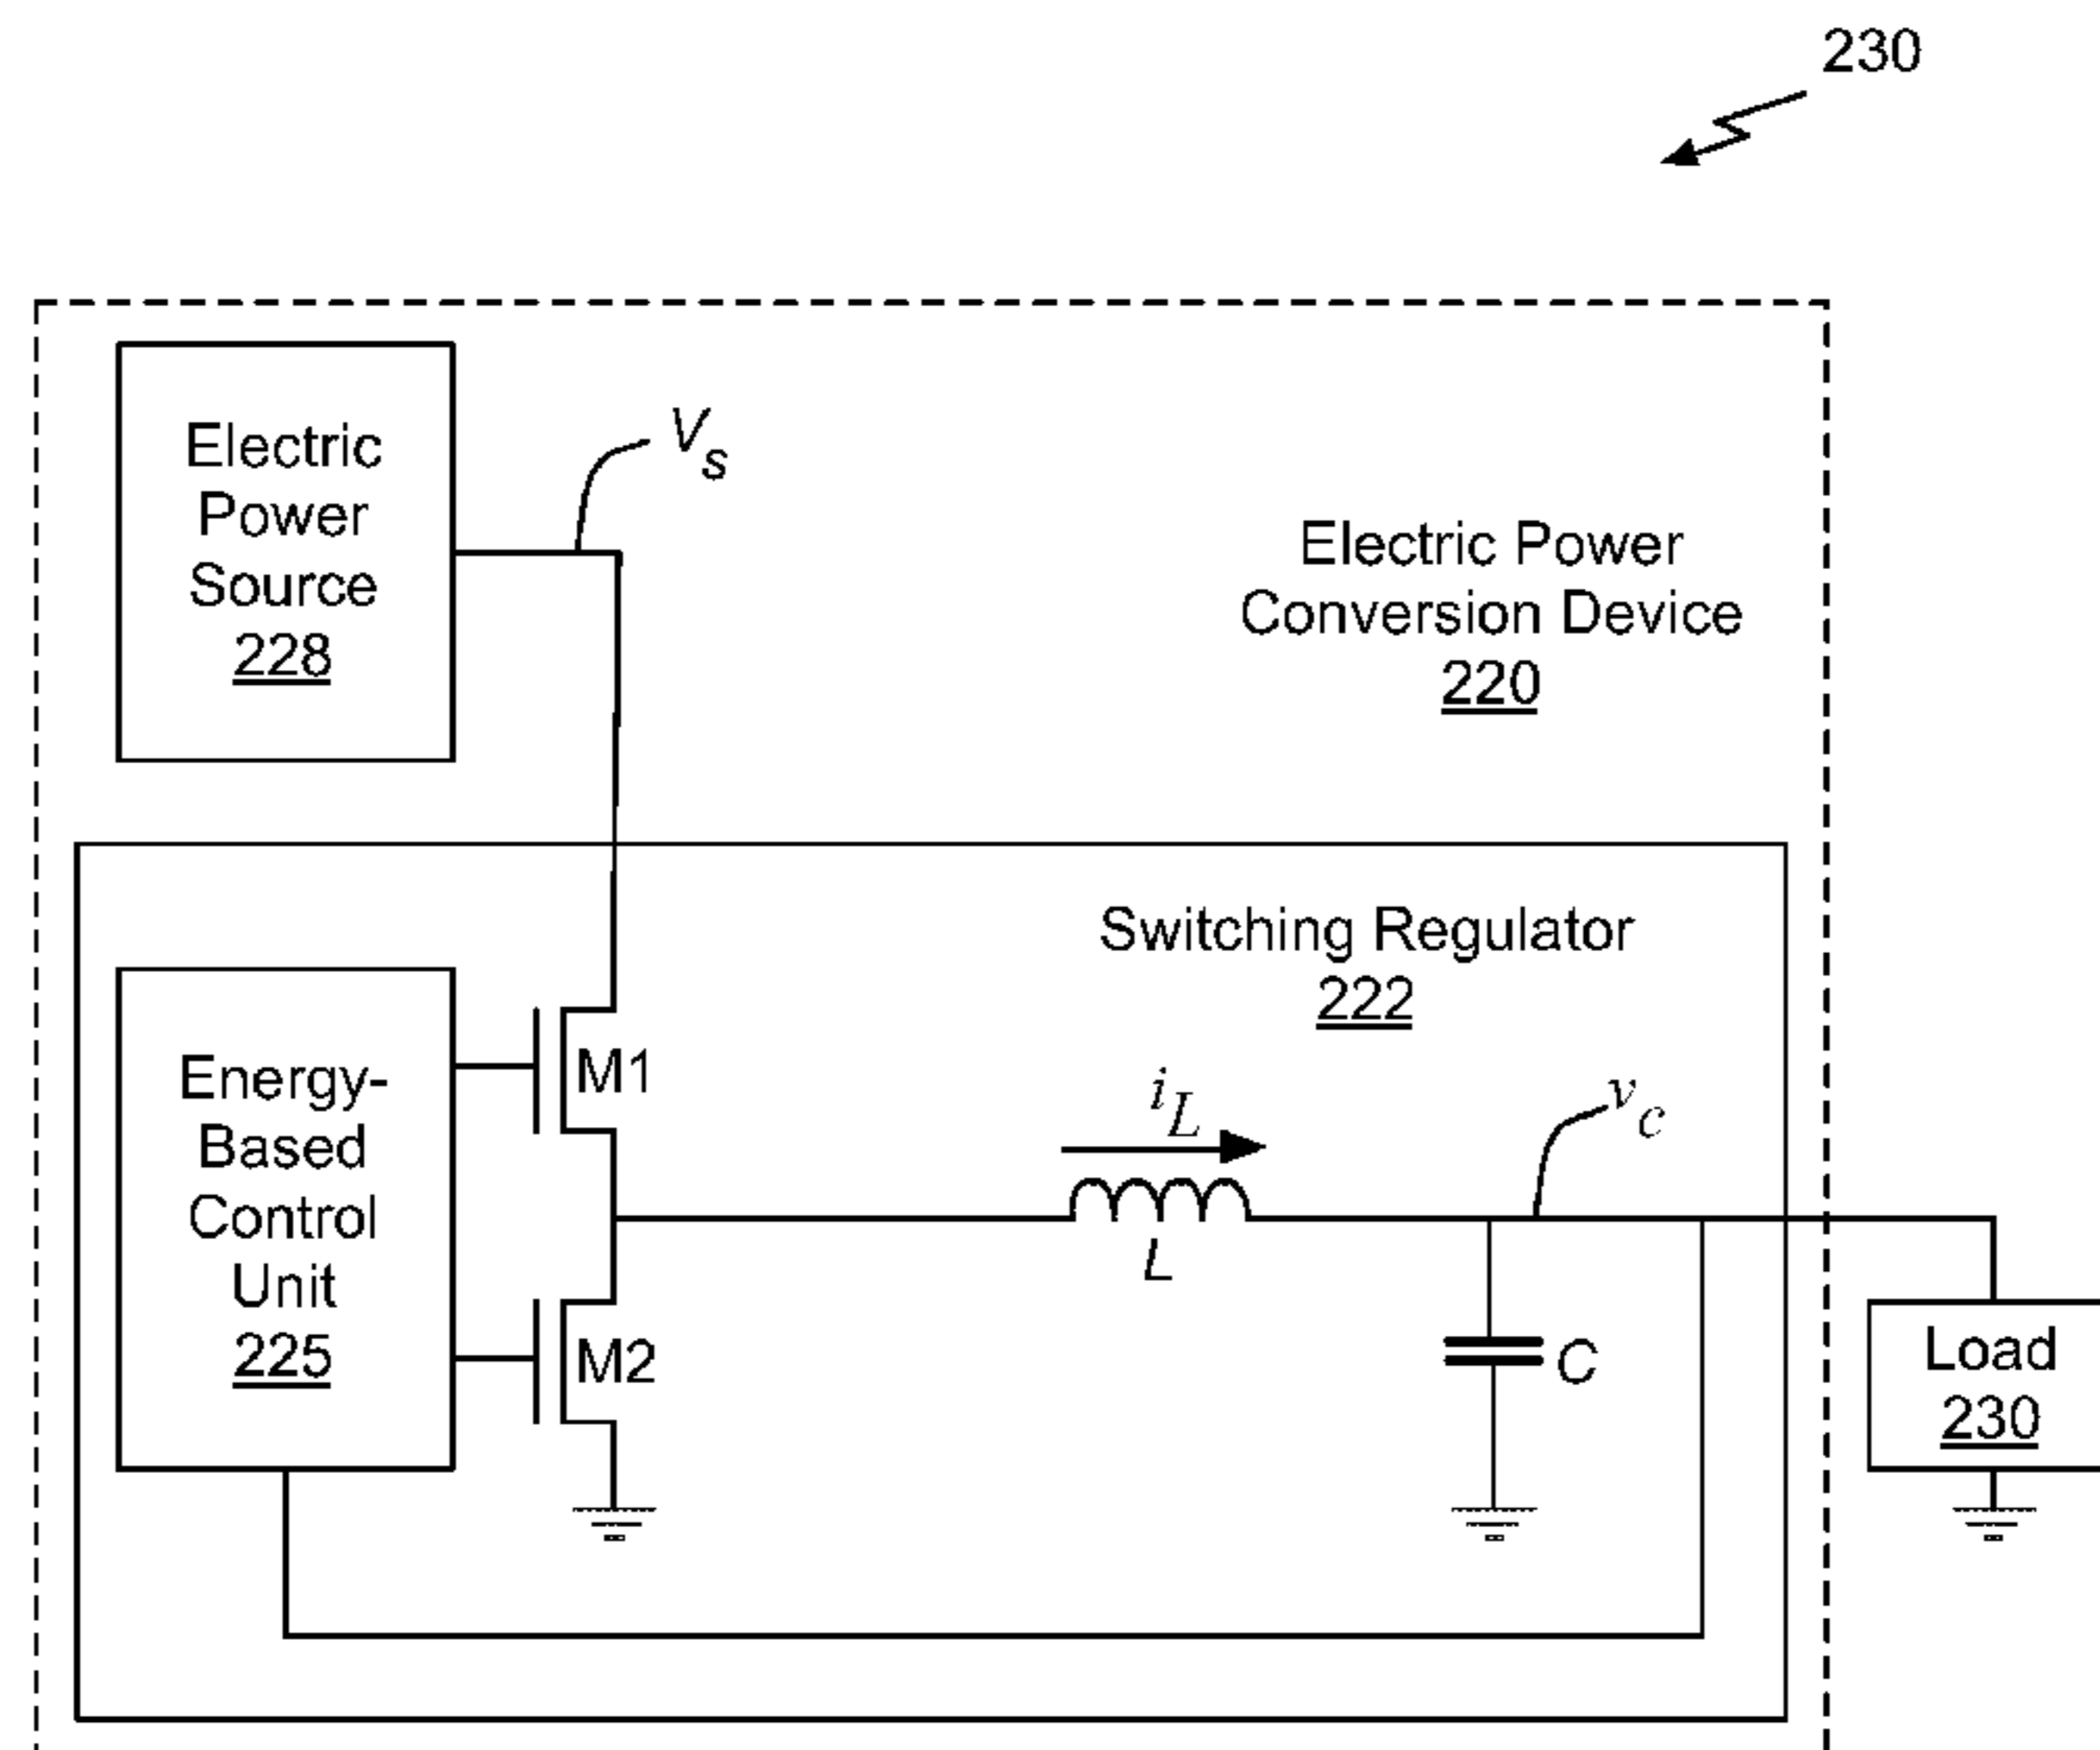 230
Electric
Power
Source
228
Vs
Electric Power
Conversion Device
220
Switching Regulator
222
Energy-
Based
Control
Unit
225
M1
M2
iL
L
vc
C
Load
230